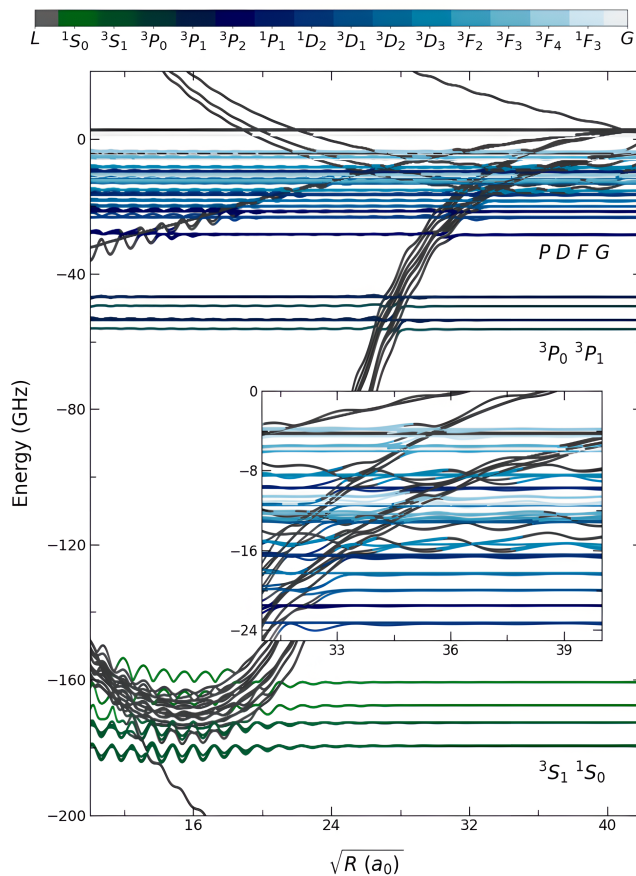 L ¹S₀ ³S₁ ³P₀ ³P₁ ³P₂ ¹P₁ ¹D₂ ³D₁ ³D₂ ³D₃ ³F₂ ³F₃ ³F₄ ¹F₃ G
0
−40
−80
−120
−160
−200
Energy (GHz)
P D F G
³P₀ ³P₁
0
−8
−16
−24
33 36 39
³S₁ ¹S₀
16 24 32 40
√R (a₀)